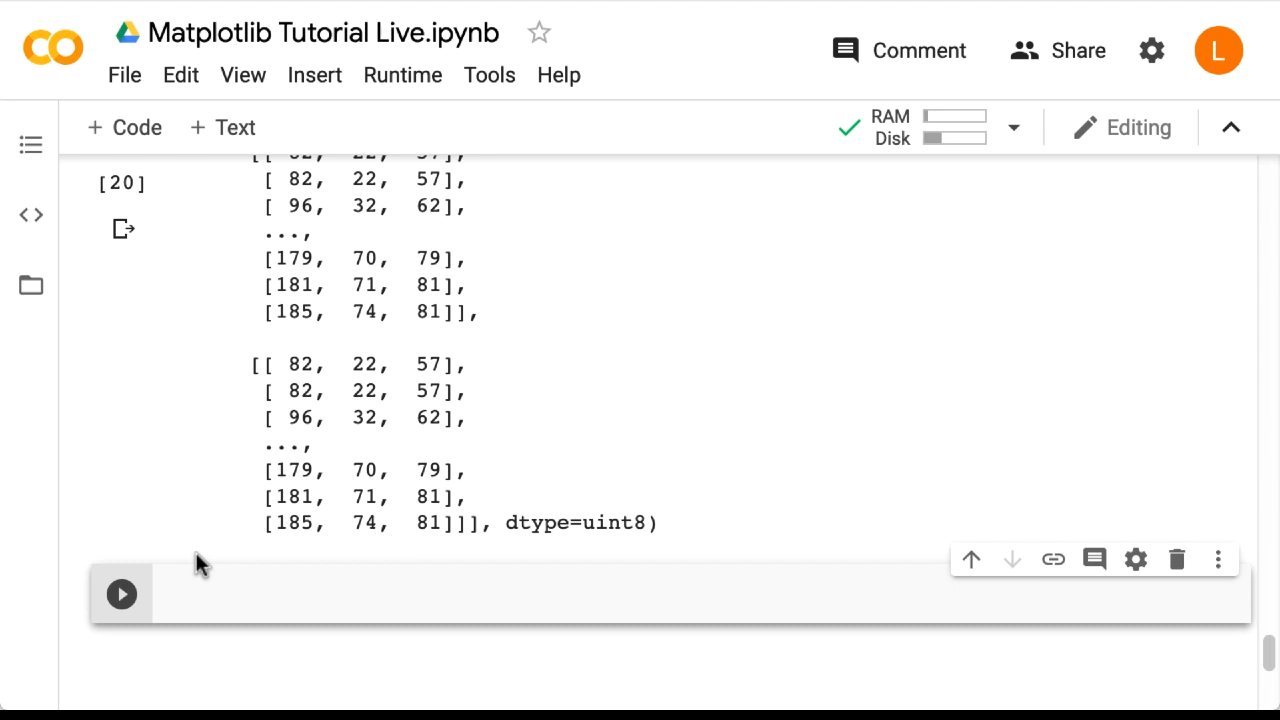 Matplotlib Tutorial Live.ipynb
Comment
Share
L
File Edit View Insert Runtime Tools Help
+ Code + Text
RAM
Disk
Editing
[20]
[ 82, 22, 57],
[ 96, 32, 62],
...,
[179, 70, 79],
[181, 71, 81],
[185, 74, 81]],
[[ 82, 22, 57],
[ 82, 22, 57],
[ 96, 32, 62],
...,
[179, 70, 79],
[181, 71, 81],
[185, 74, 81]]], dtype=uint8)